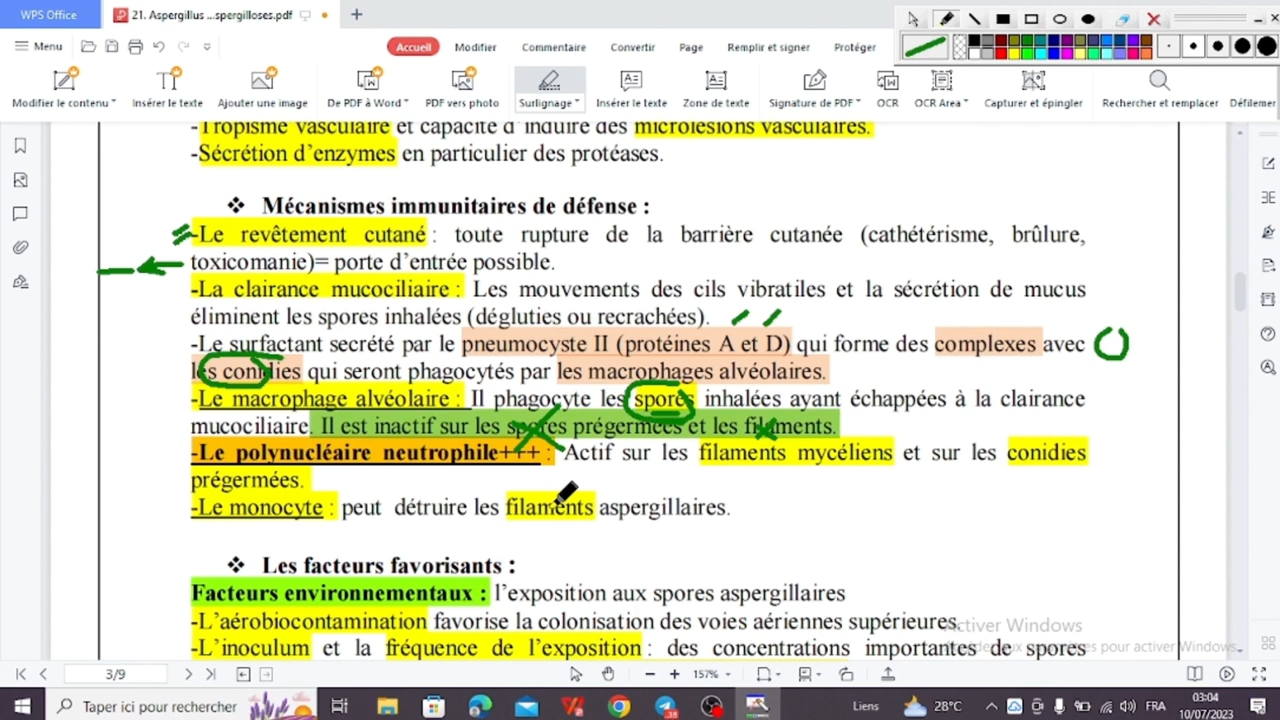 WPS Office
21. Aspergillus ...spergilloses.pdf
Menu
Accueil
Modifier
Commentaire
Convertir
Page
Remplir et signer
Protéger
Modifier le contenu
Insérer le texte
Ajouter une image
De PDF à Word
PDF vers photo
Surlignage
Insérer le texte
Zone de texte
Signature de PDF
OCR
OCR Area
Capturer et épingler
Rechercher et remplacer
Défilemer
-Tropisme vasculaire et capacité d'induire des microlésions vasculaires.
-Sécrétion d'enzymes en particulier des protéases.
❖ Mécanismes immunitaires de défense :
-Le revêtement cutané : toute rupture de la barrière cutanée (cathétérisme, brûlure,
toxicomanie)= porte d'entrée possible.
-La clairance mucociliaire : Les mouvements des cils vibratiles et la sécrétion de mucus
éliminent les spores inhalées (dégluties ou recrachées).
-Le surfactant secrété par le pneumocyste II (protéines A et D) qui forme des complexes avec
les conidies qui seront phagocytés par les macrophages alvéolaires.
-Le macrophage alvéolaire : Il phagocyte les spores inhalées ayant échappées à la clairance
mucociliaire. Il est inactif sur les spores prégermées et les filaments.
-Le polynucléaire neutrophile+++ : Actif sur les filaments mycéliens et sur les conidies
prégermées.
-Le monocyte : peut détruire les filaments aspergillaires.
❖ Les facteurs favorisants :
Facteurs environnementaux : l'exposition aux spores aspergillaires
-L'aérobiocontamination favorise la colonisation des voies aériennes supérieures.
-L'inoculum et la fréquence de l'exposition : des concentrations importantes de spores
Activer Windows
pour activer Windows.
3/9
157%
Taper ici pour rechercher
Liens
28°C
FRA
03:04
10/07/2023